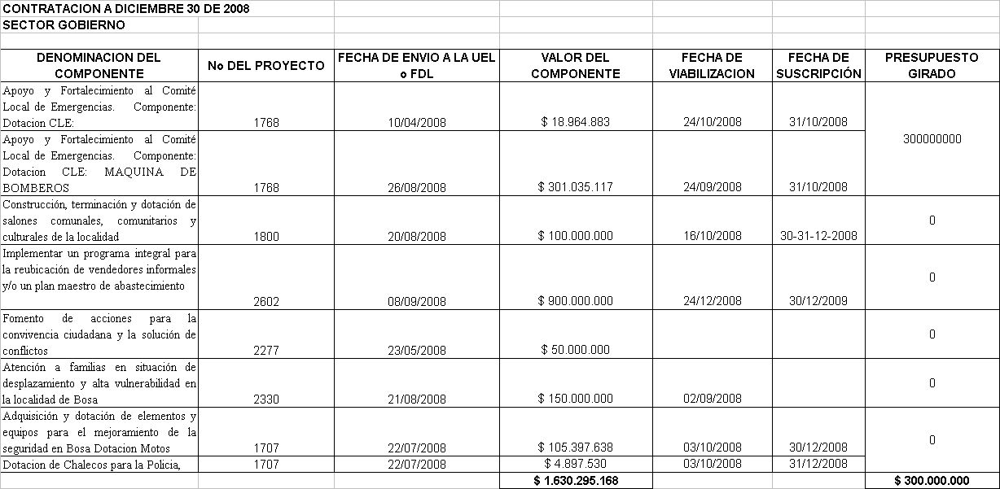 CONTRATACION A DICIEMBRE 30 DE 2008
SECTOR GOBIERNO
DENOMINACION DEL COMPONENTE | No DEL PROYECTO | FECHA DE ENVIO A LA UEL o FDL | VALOR DEL COMPONENTE | FECHA DE VIABILIZACION | FECHA DE SUSCRIPCIÓN | PRESUPUESTO GIRADO
Apoyo y Fortalecimiento al Comité
Local de Emergencias. Componente:
Dotacion CLE: 1768 10/04/2008 $ 18.964.883 24/10/2008 31/10/2008
300000000
Apoyo y Fortalecimiento al Comité
Local de Emergencias. Componente:
Dotacion CLE: MAQUINA DE
BOMBEROS 1768 26/08/2008 $ 301.035.117 24/09/2008 31/10/2008
Construcción, terminación y dotación de
salones comunales, comunitarios y
culturales de la localidad 1800 20/08/2008 $ 100.000.000 16/10/2008 30-31-12-2008 0
Implementar un programa integral para
la reubicación de vendedores informales
y/o un plan maestro de abastecimiento
2602 08/09/2008 $ 900.000.000 24/12/2008 30/12/2009 0
Fomento de acciones para la
convivencia ciudadana y la solución de
conflictos 2277 23/05/2008 $ 50.000.000 0
Atención a familias en situación de
desplazamiento y alta vulnerabilidad en
la localidad de Bosa 2330 21/08/2008 $ 150.000.000 02/09/2008 0
Adquisición y dotación de elementos y
equipos para el mejoramiento de la
seguridad en Bosa Dotacion Motos 1707 22/07/2008 $ 105.397.638 03/10/2008 30/12/2008 0
Dotacion de Chalecos para la Policia, 1707 22/07/2008 $ 4.897.530 03/10/2008 31/12/2008
$ 1.630.295.168 $ 300.000.000